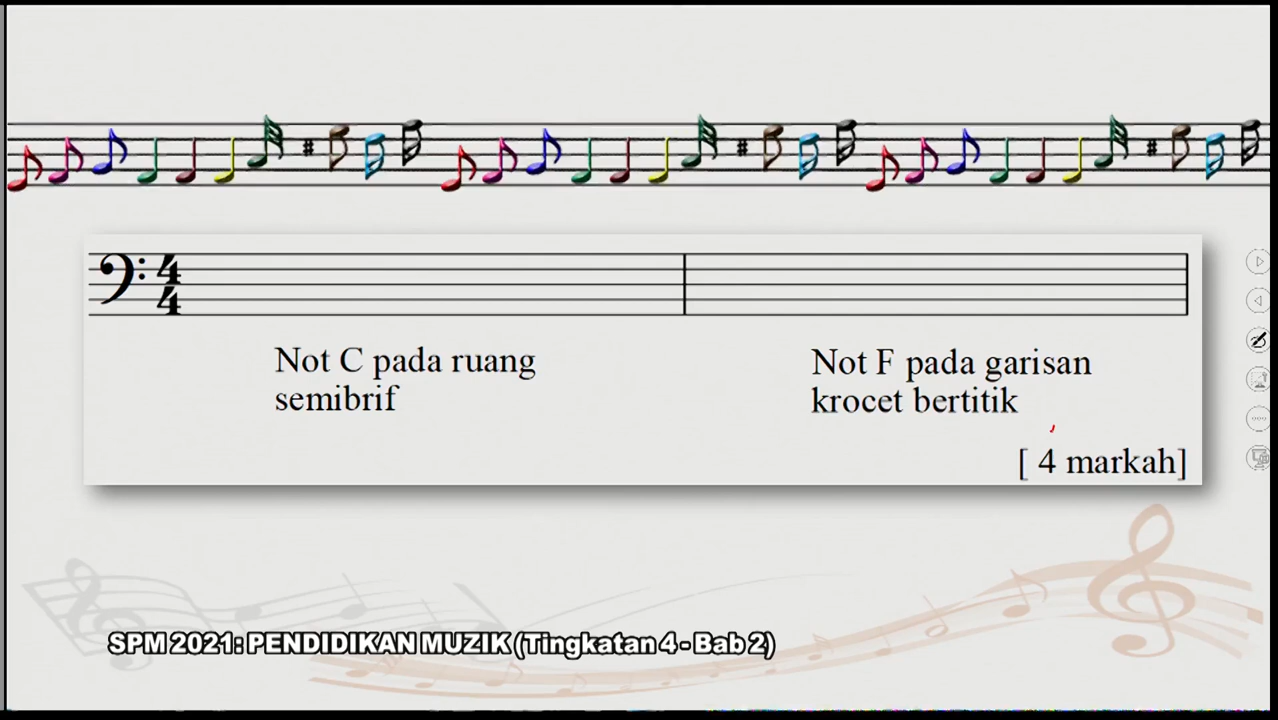 4
4
Not C pada ruang
semibrif
Not F pada garisan
krocet bertitik
[ 4 markah]
SPM 2021: PENDIDIKAN MUZIK (Tingkatan 4 - Bab 2)